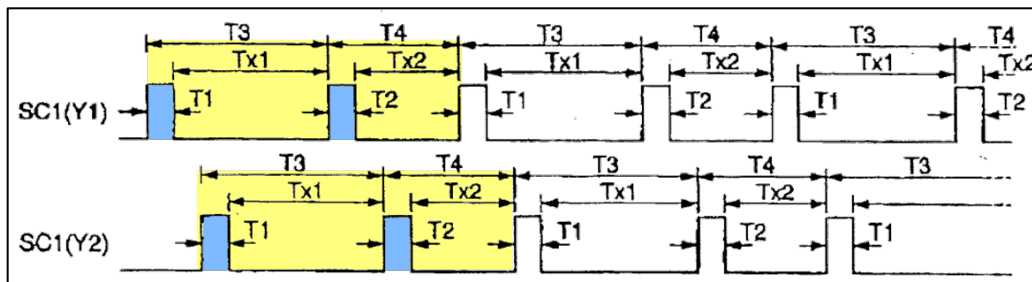 T3 T4 T3 T4 T3 T4
Tx1 Tx2 Tx1 Tx2 Tx1 Tx2
SC1(Y1) T1 T2 T1 T2 T1 T2
T3 T4 T3 T4 T3
Tx1 Tx2 Tx1 Tx2
SC1(Y2) T1 T2 T1 T2 T1